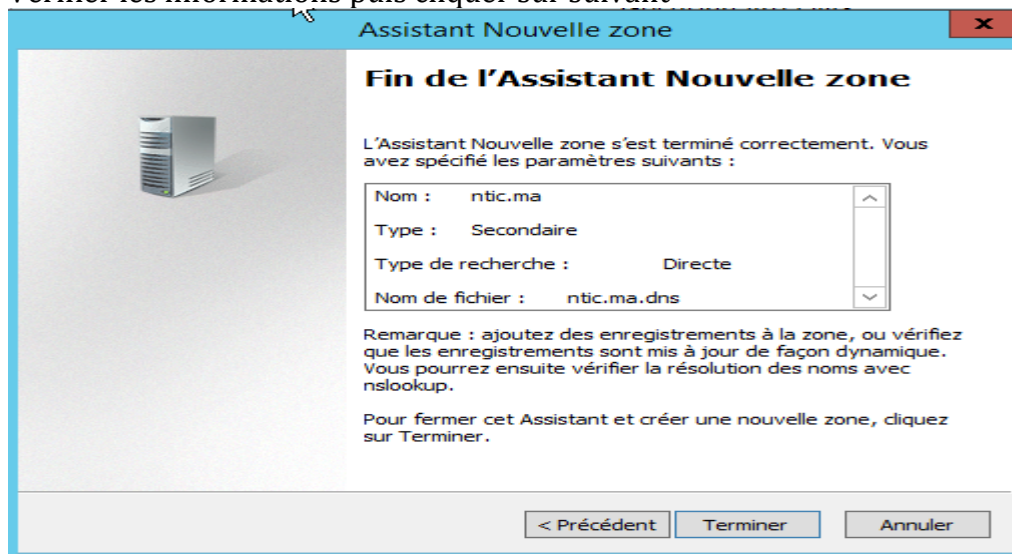 Vérifier les informations puis cliquer sur suivant
Assistant Nouvelle zone
x
Fin de l'Assistant Nouvelle zone
L'Assistant Nouvelle zone s'est terminé correctement. Vous
avez spécifié les paramètres suivants :
Nom : ntic.ma
Type : Secondaire
Type de recherche : Directe
Nom de fichier : ntic.ma.dns
Remarque : ajoutez des enregistrements à la zone, ou vérifiez
que les enregistrements sont mis à jour de façon dynamique.
Vous pourrez ensuite vérifier la résolution des noms avec
nslookup.
Pour fermer cet Assistant et créer une nouvelle zone, cliquez
sur Terminer.
< Précédent Terminer Annuler